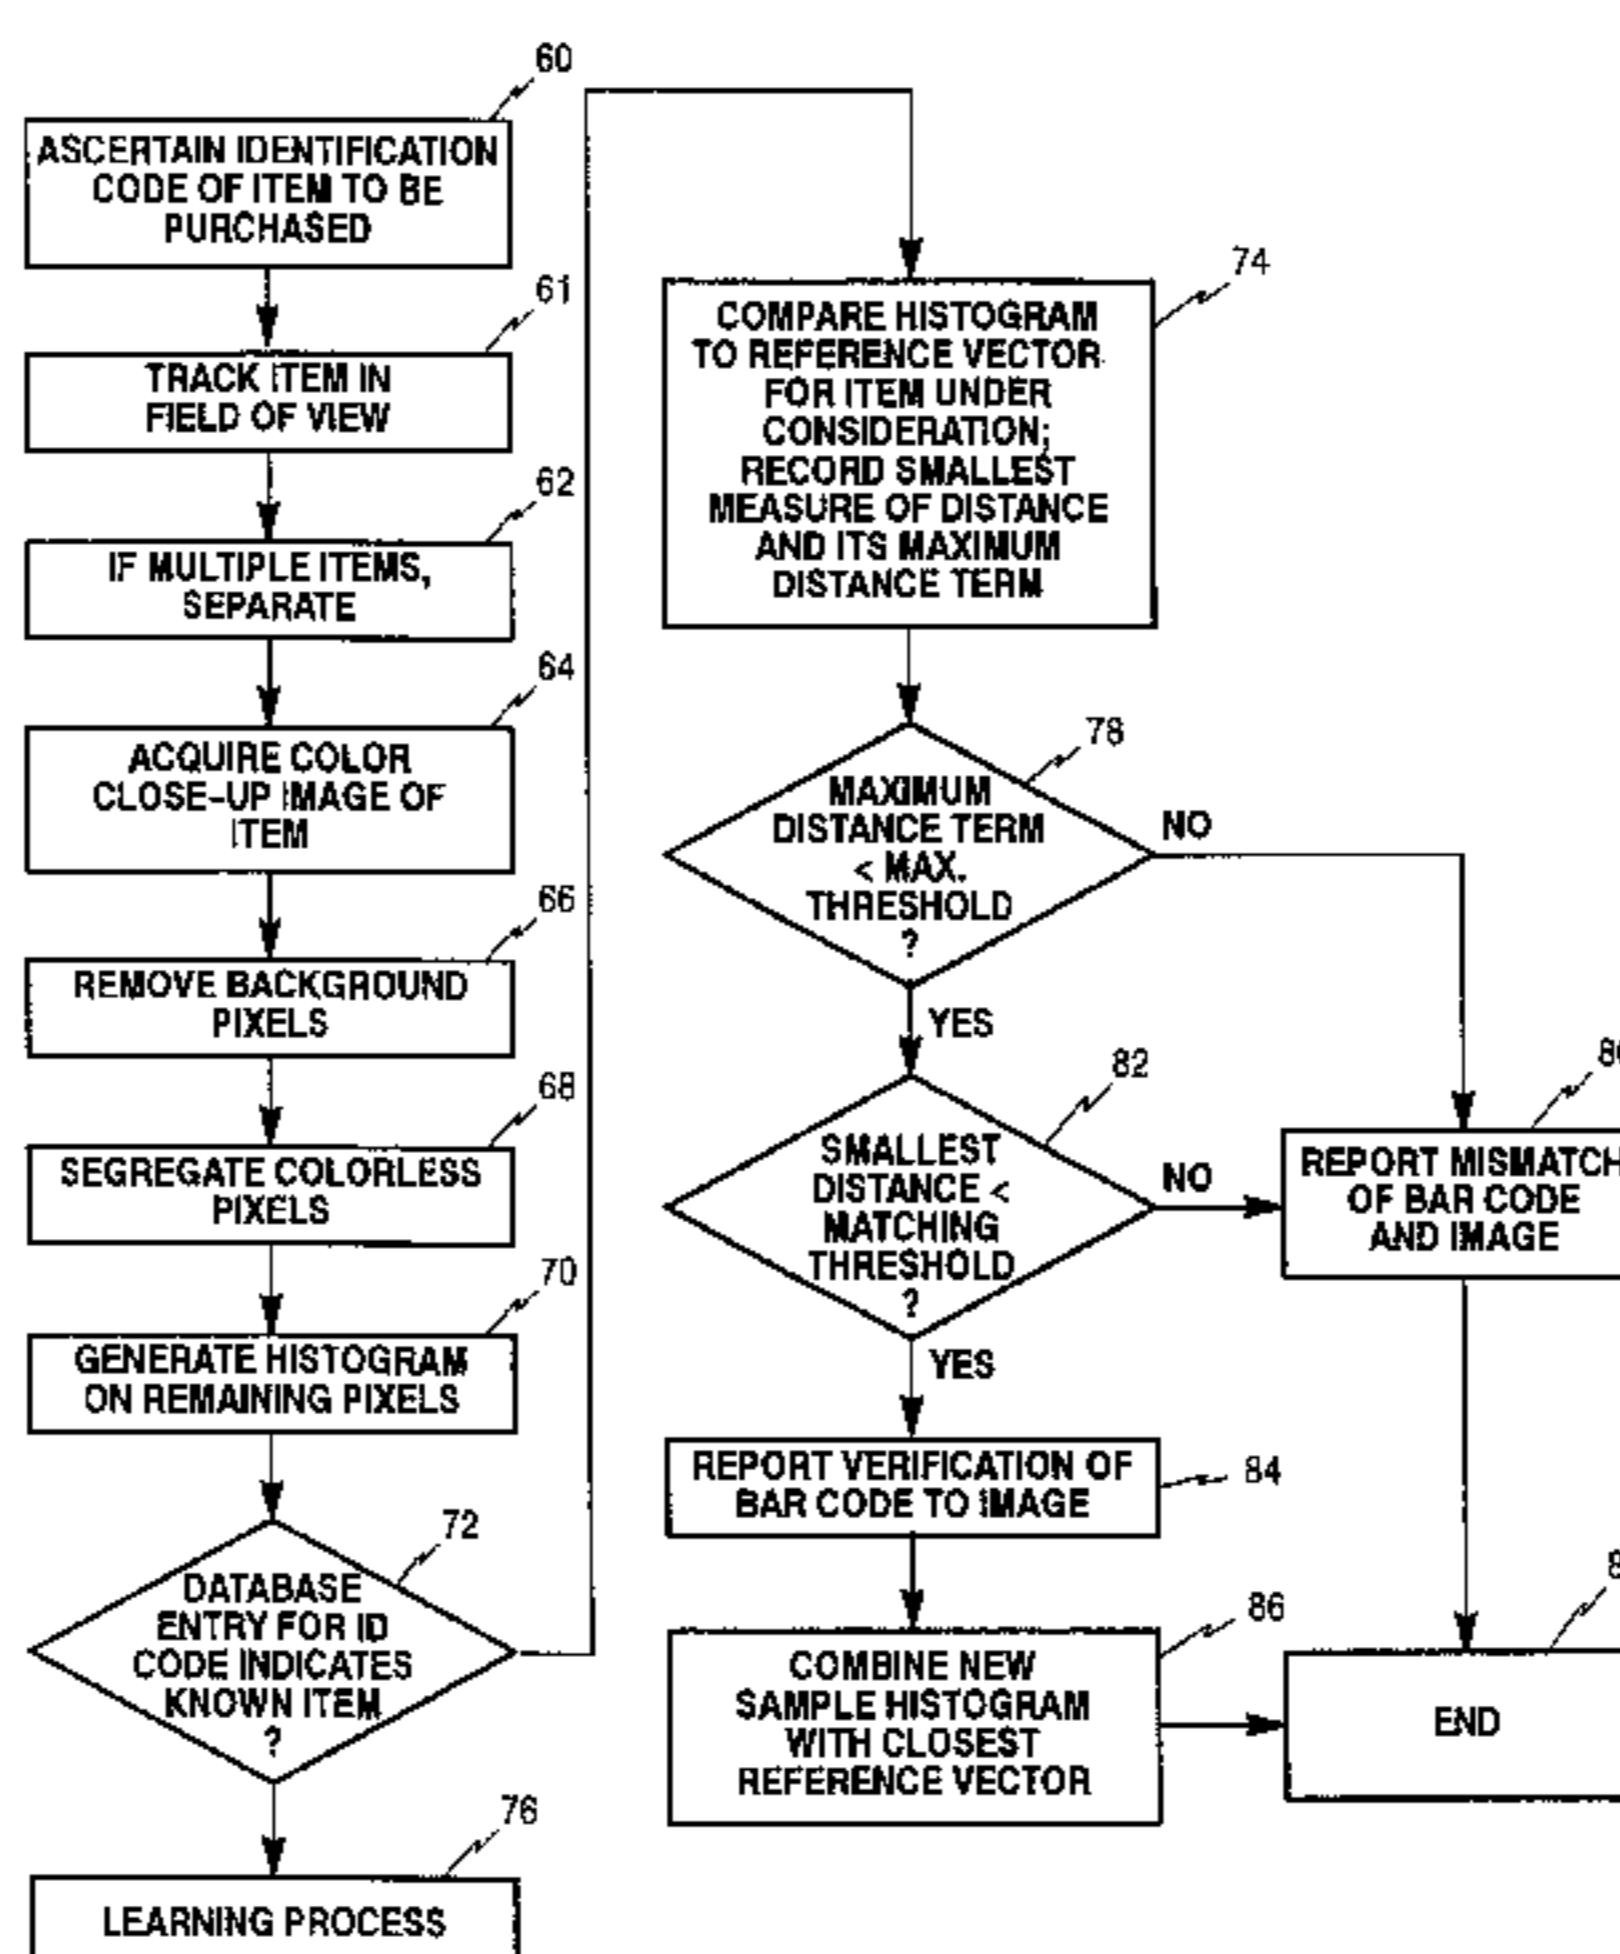 60
ASCERTAIN IDENTIFICATION
CODE OF ITEM TO BE
PURCHASED
61
TRACK ITEM IN
FIELD OF VIEW
62
IF MULTIPLE ITEMS,
SEPARATE
64
ACQUIRE COLOR
CLOSE-UP IMAGE OF
ITEM
66
REMOVE BACKGROUND
PIXELS
68
SEGREGATE COLORLESS
PIXELS
70
GENERATE HISTOGRAM
ON REMAINING PIXELS
72
DATABASE
ENTRY FOR ID
CODE INDICATES
KNOWN ITEM
?
76
LEARNING PROCESS
74
COMPARE HISTOGRAM
TO REFERENCE VECTOR
FOR ITEM UNDER
CONSIDERATION;
RECORD SMALLEST
MEASURE OF DISTANCE
AND ITS MAXIMUM
DISTANCE TERM
78
MAXIMUM
DISTANCE TERM
< MAX.
THRESHOLD
?
NO
YES
82
SMALLEST
DISTANCE <
MATCHING
THRESHOLD
?
NO
YES
REPORT MISMATCH
OF BAR CODE
AND IMAGE
84
REPORT VERIFICATION OF
BAR CODE TO IMAGE
86
COMBINE NEW
SAMPLE HISTOGRAM
WITH CLOSEST
REFERENCE VECTOR
END